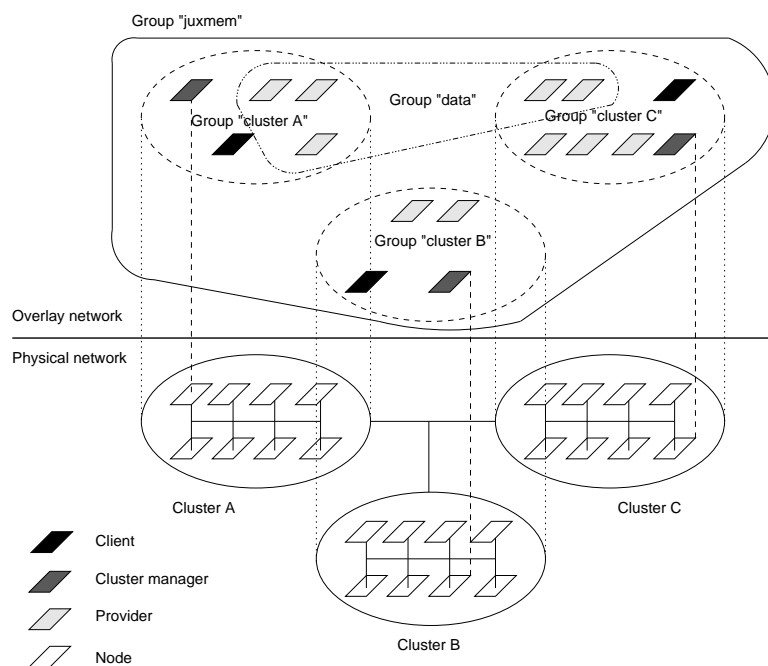 Group "juxmem"
Group "data"
Group "cluster A"
Group "cluster C"
Group "cluster B"
Overlay network
Physical network
Cluster A
Cluster C
Cluster B
Client
Cluster manager
Provider
Node